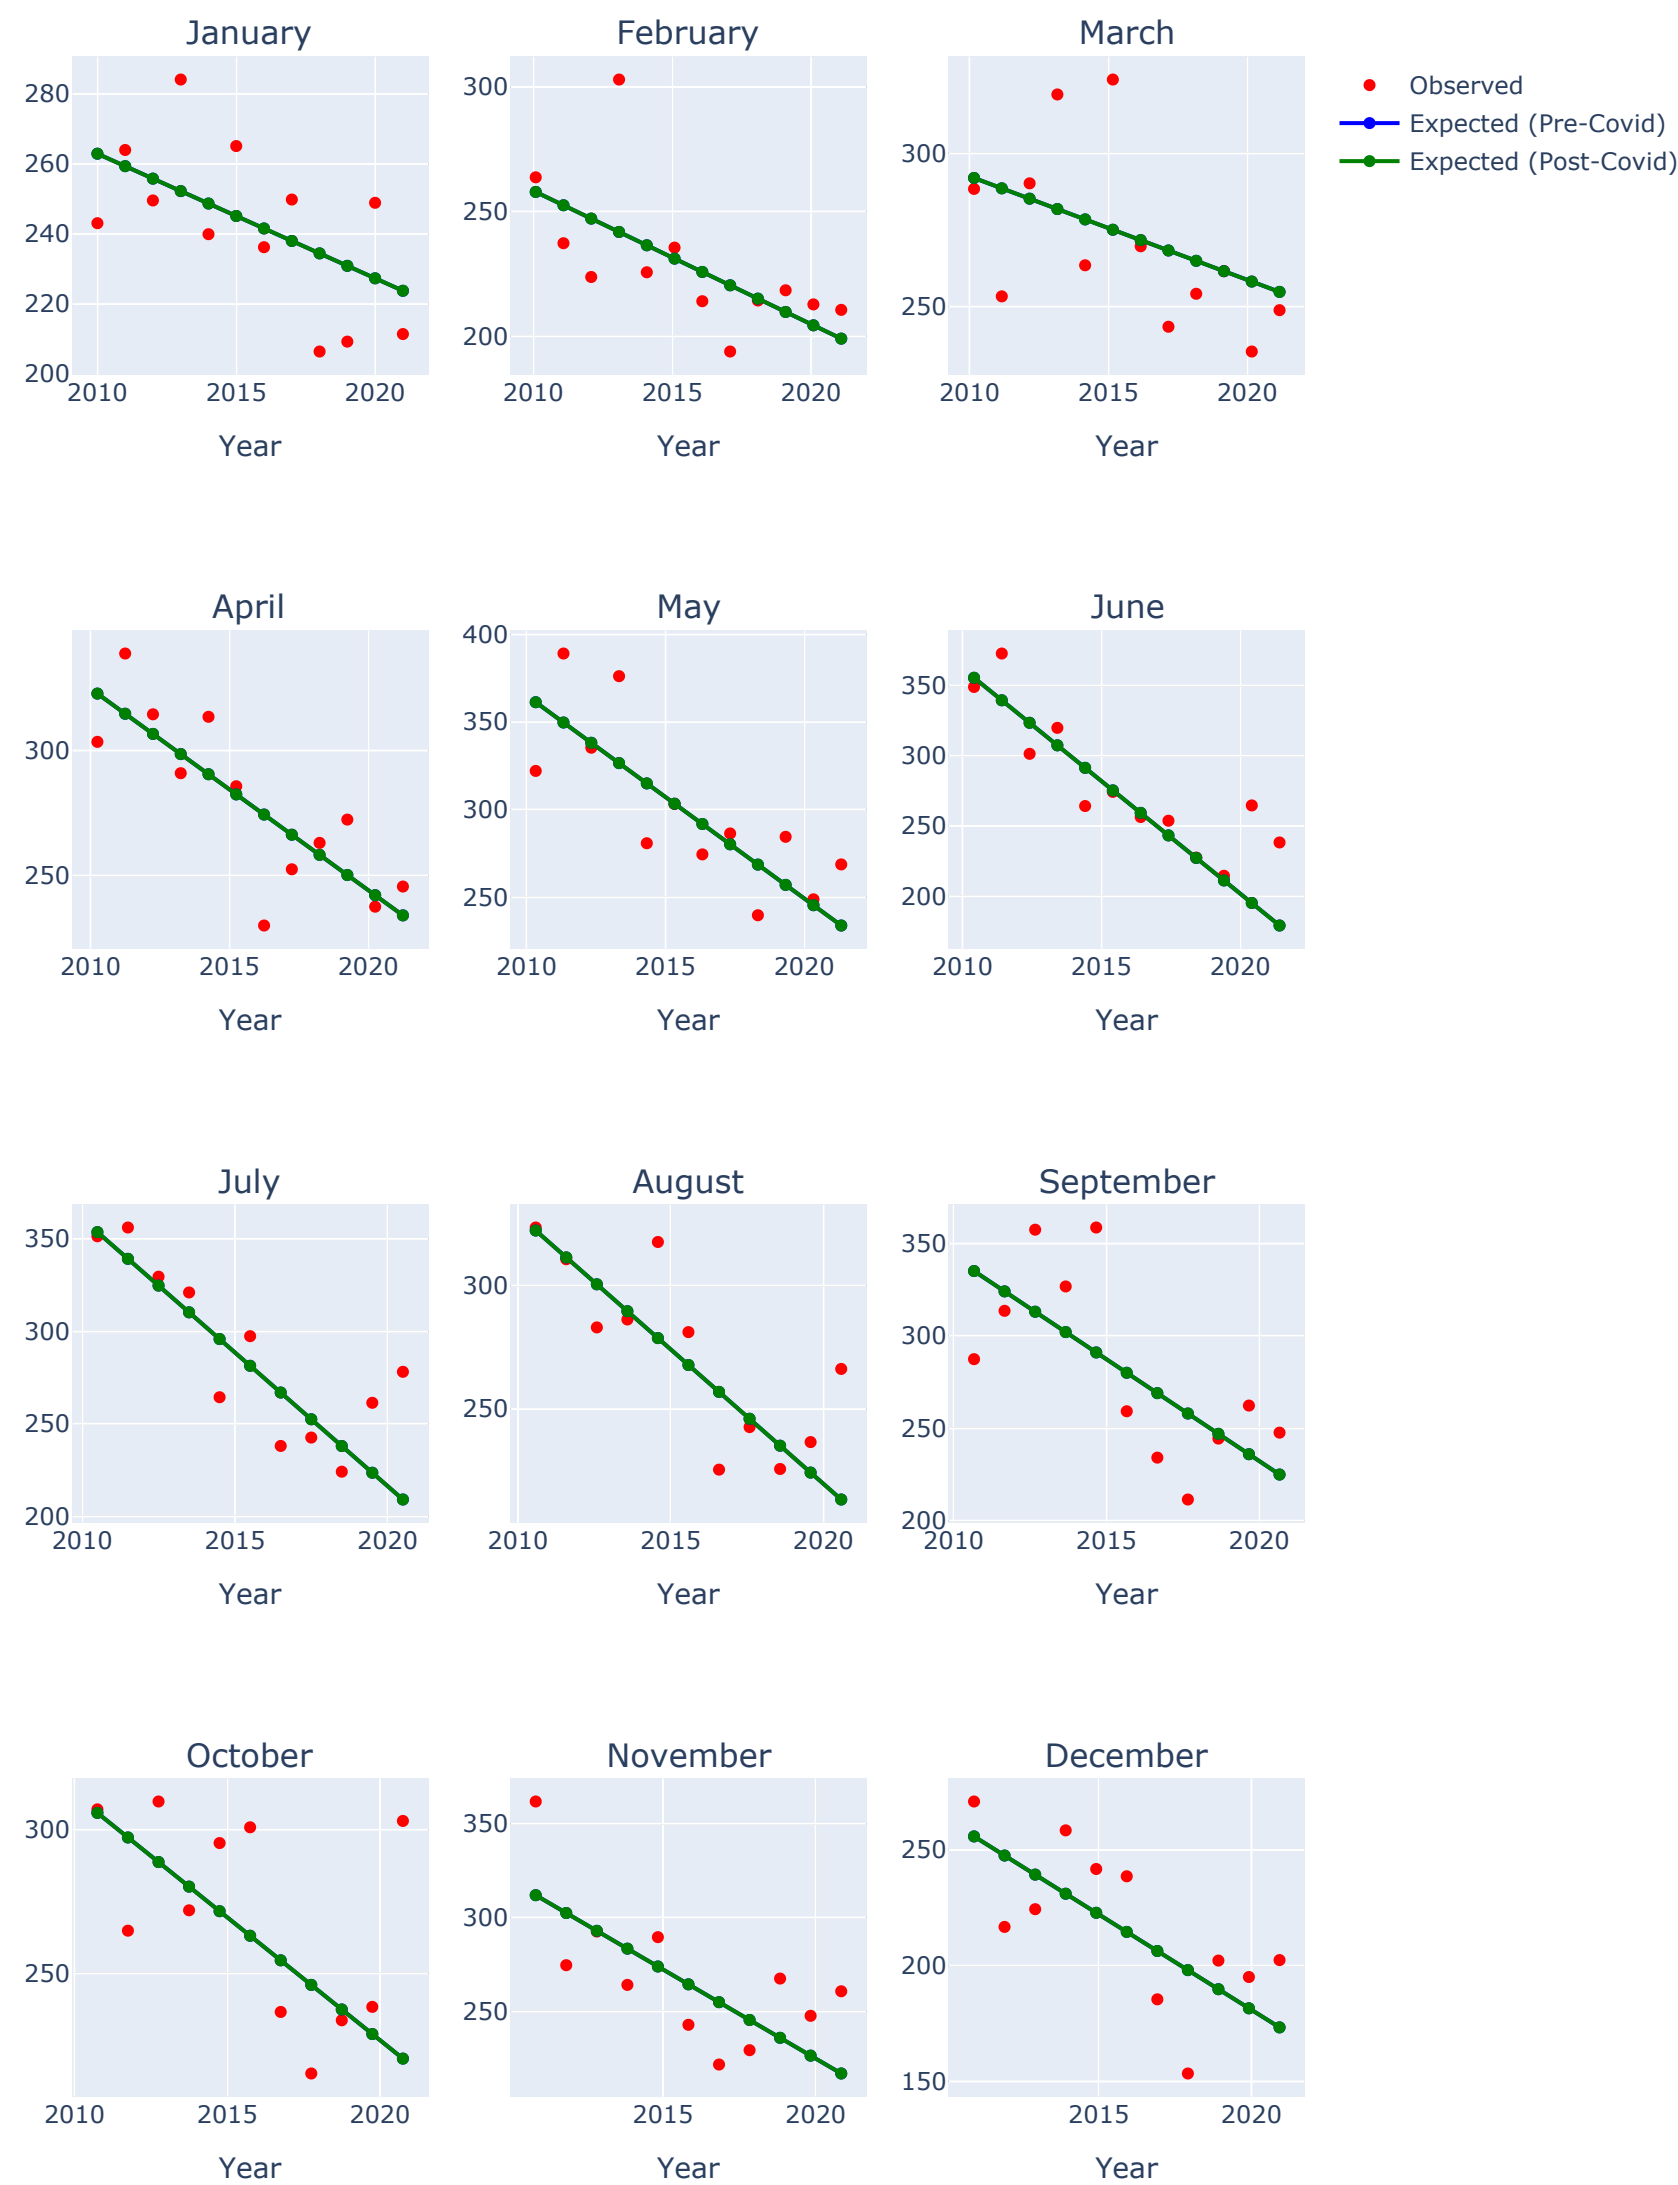 January
February
March
Observed
Expected (Pre-Covid)
Expected (Post-Covid)
280
260
240
220
200
2010
2015
2020
Year
300
250
200
2010
2015
2020
Year
300
250
2010
2015
2020
Year
April
May
June
300
250
2010
2015
2020
Year
400
350
300
250
2010
2015
2020
Year
350
300
250
200
2010
2015
2020
Year
July
August
September
350
300
250
200
2010
2015
2020
Year
300
250
2010
2015
2020
Year
350
300
250
200
2010
2015
2020
Year
October
November
December
300
250
2010
2015
2020
Year
350
300
250
2015
2020
Year
250
200
150
2015
2020
Year